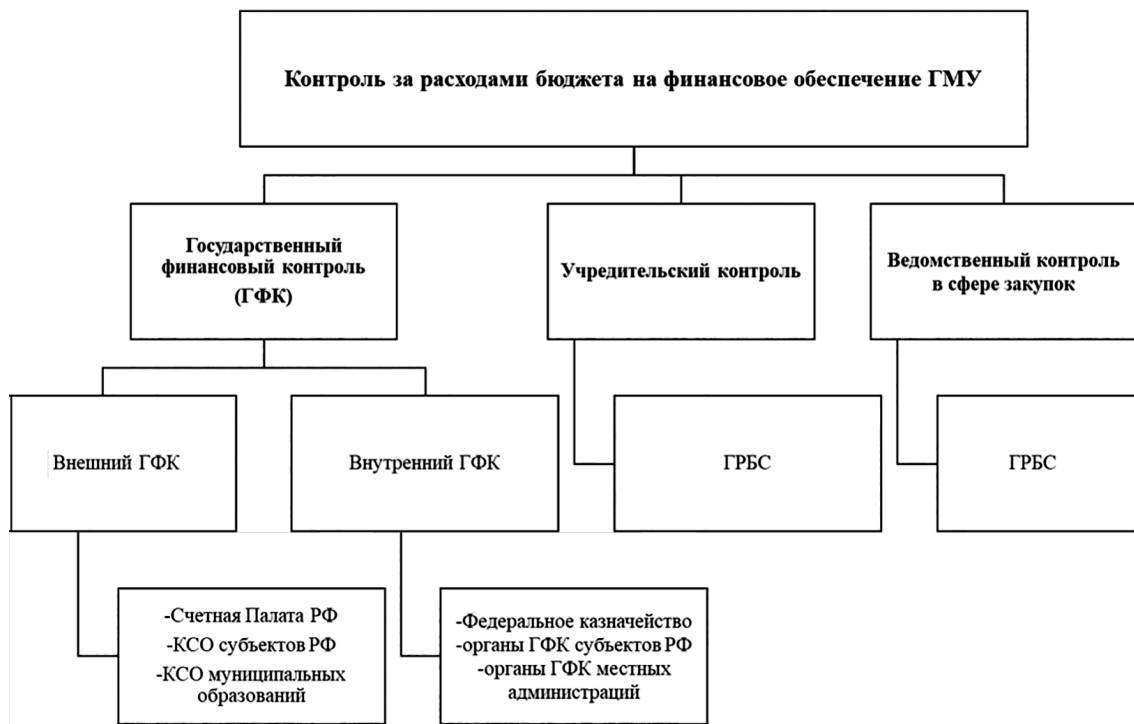 Контроль за расходами бюджета на финансовое обеспечение ГМУ
Государственный
финансовый контроль
(ГФК)
Учредительский контроль
Ведомственный контроль
в сфере закупок
Внешний ГФК
Внутренний ГФК
ГРБС
ГРБС
-Счетная Палата РФ
-КСО субъектов РФ
-КСО муниципальных
образований
-Федеральное казначейство
-органы ГФК субъектов РФ
-органы ГФК местных
администраций